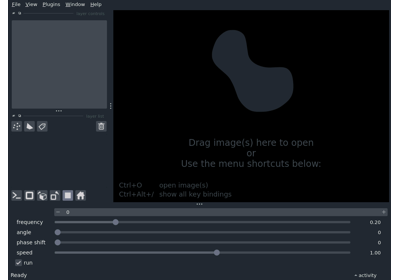 File View Plugins Window Help
layer controls
layer list
Drag image(s) here to open
or
Use the menu shortcuts below:
Ctrl+O open image(s)
Ctrl+Alt+/ show all key bindings
0
frequency 0.20
angle 0
phase shift 0
speed 1.00
run
Ready activity